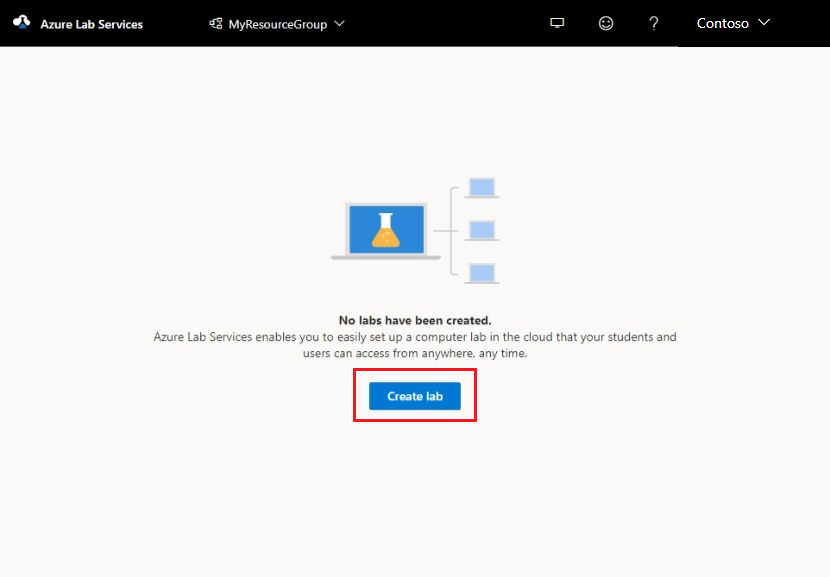 Azure Lab Services
MyResourceGroup
?
Contoso
No labs have been created.
Azure Lab Services enables you to easily set up a computer lab in the cloud that your students and
users can access from anywhere, any time.
Create lab